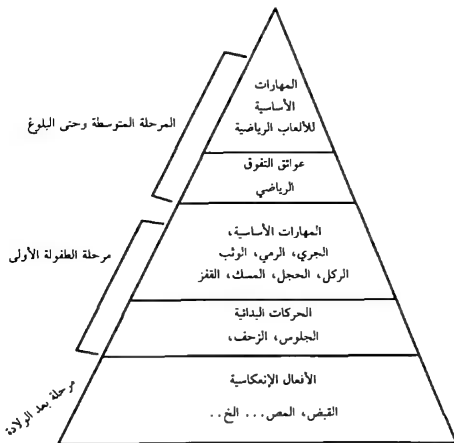 المهارات
الأساسية
للألعاب الرياضية
المرحلة المتوسطة وحتى البلوغ
عوائق التفوق
الرياضي
المهارات الأساسية،
الجري، الرمي، الوثب
الركل، الحجل، المسك، القفز
مرحلة الطفولة الأولى
الحركات البدائية
الجلوس، الزحف،
الأفعال الإنعكاسية
القبض، المص... الخ..
مرحلة بعد الولادة